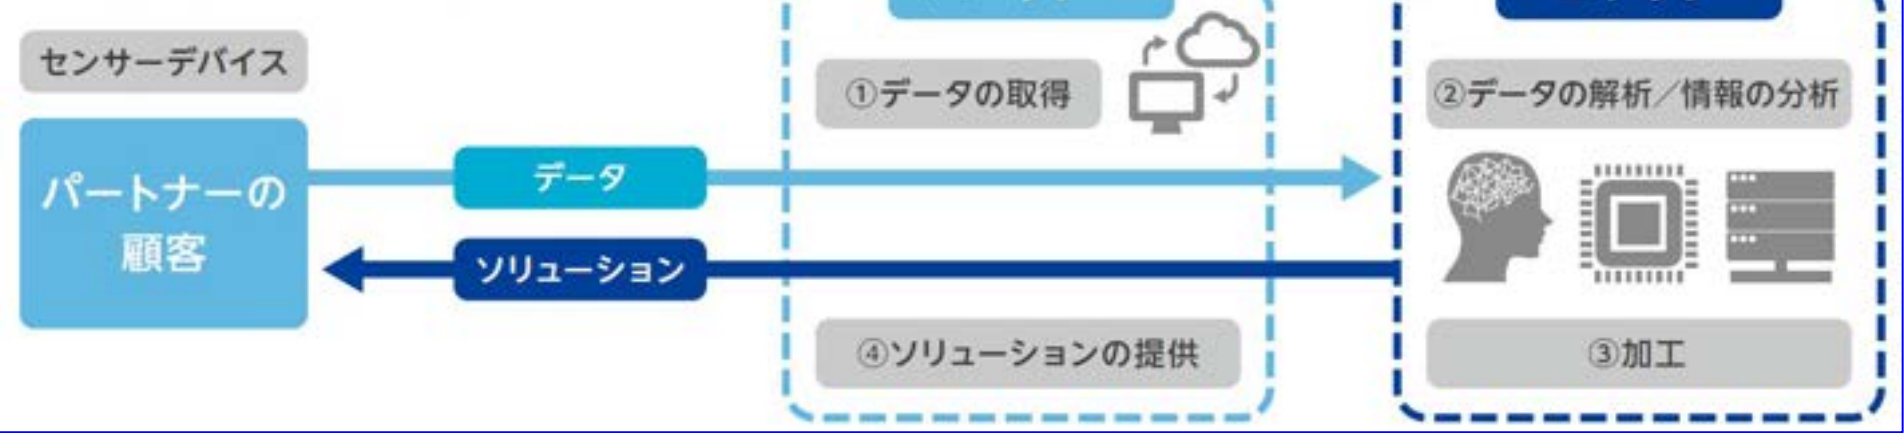 センサーデバイス
パートナーの
顧客
データ
ソリューション
①データの取得
④ソリューションの提供
②データの解析／情報の分析
③加工